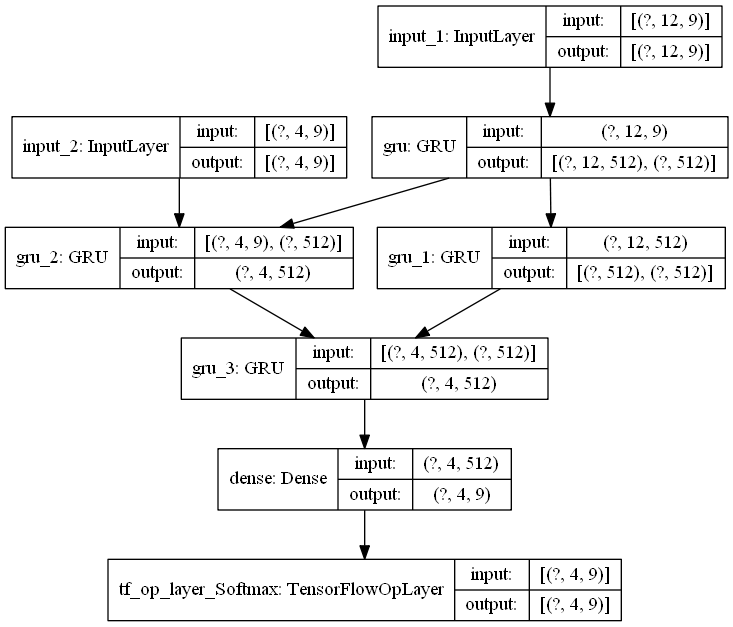 input_1: InputLayer
input: [(?, 12, 9)]
output: [(?, 12, 9)]
input_2: InputLayer
input: [(?, 4, 9)]
output: [(?, 4, 9)]
gru: GRU
input: (?, 12, 9)
output: [(?, 12, 512), (?, 512)]
gru_2: GRU
input: [(?, 4, 9), (?, 512)]
output: (?, 4, 512)
gru_1: GRU
input: (?, 12, 512)
output: [(?, 512), (?, 512)]
gru_3: GRU
input: [(?, 4, 512), (?, 512)]
output: (?, 4, 512)
dense: Dense
input: (?, 4, 512)
output: (?, 4, 9)
tf_op_layer_Softmax: TensorFlowOpLayer
input: [(?, 4, 9)]
output: [(?, 4, 9)]